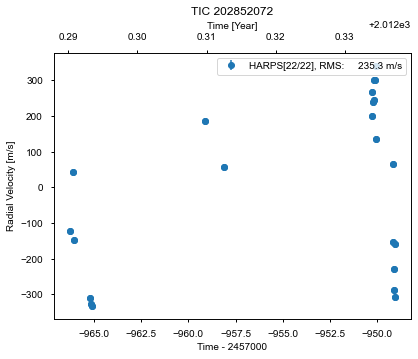 TIC 202852072
Time [Year]
+2.012e3
0.29 0.30 0.31 0.32 0.33
HARPS[22/22], RMS: 235.3 m/s
Radial Velocity [m/s]
300
200
100
0
−100
−200
−300
−965.0 −962.5 −960.0 −957.5 −955.0 −952.5 −950.0
Time - 2457000